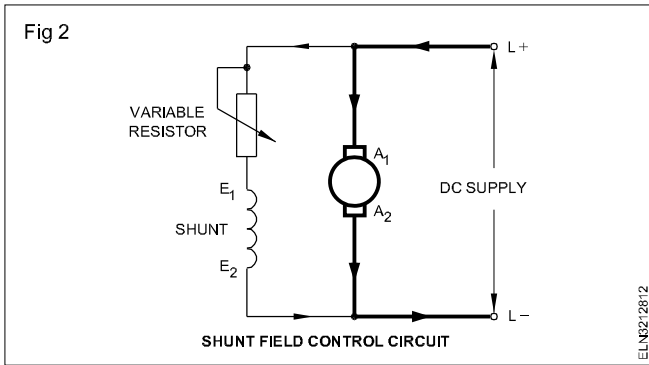 Fig 2
L+
VARIABLE
RESISTOR
A1
E1
DC SUPPLY
A2
SHUNT
E2
L−
SHUNT FIELD CONTROL CIRCUIT
ELN3212812